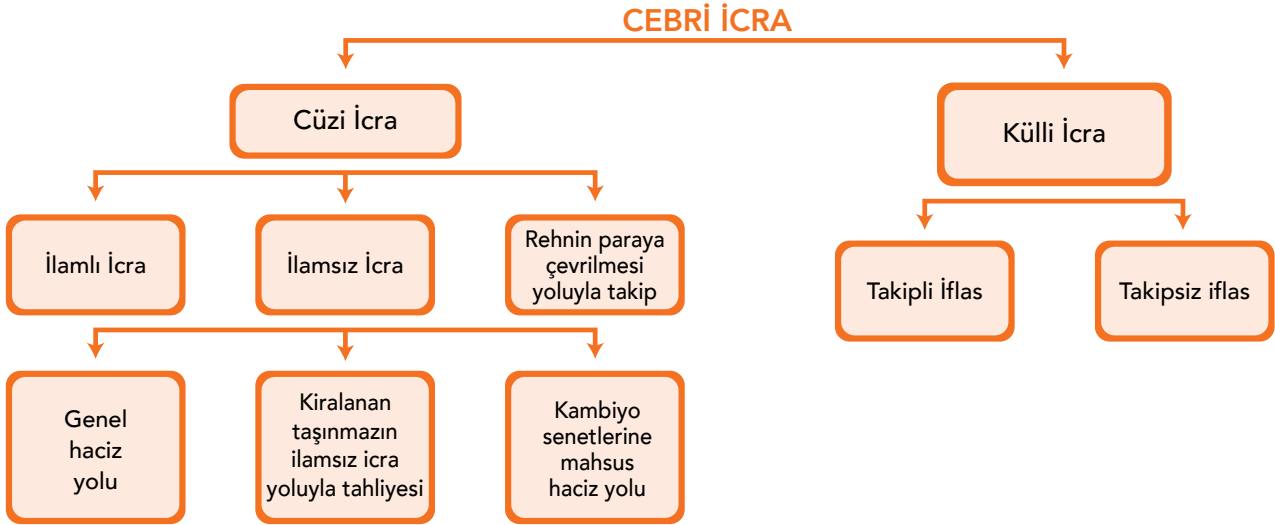 CEBRİ İCRA
Cüzi İcra
Külli İcra
İlamlı İcra
İlamsız İcra
Rehnin paraya
çevrilmesi
yoluyla takip
Takipli İflas
Takipsiz iflas
Genel
haciz
yolu
Kiralanan
taşınmazın
ilamsız icra
yoluyla tahliyesi
Kambiyo
senetlerine
mahsus
haciz yolu